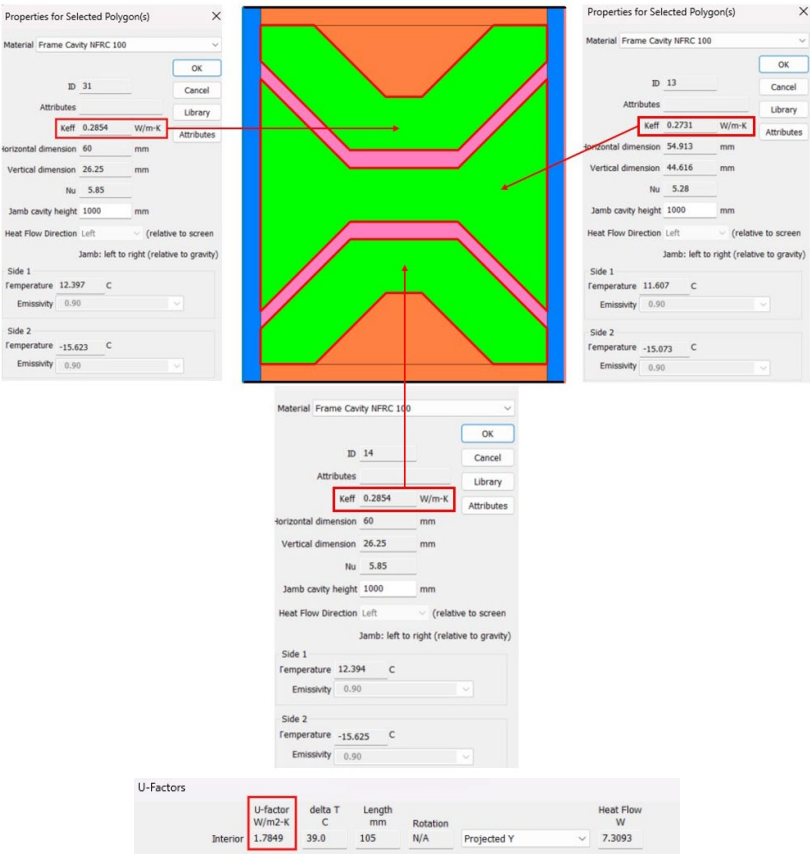 Properties for Selected Polygon(s)
Material Frame Cavity NFRC 100
OK
ID 31
Cancel
Attributes
Library
Keff 0.2854 W/m-K
Attributes
Horizontal dimension 60 mm
Vertical dimension 26.25 mm
Nu 5.85
Jamb cavity height 1000 mm
Heat Flow Direction Left (relative to screen
Jamb: left to right (relative to gravity)
Side 1
Temperature 12.397 C
Emissivity 0.90
Side 2
Temperature -15.623 C
Emissivity 0.90
Properties for Selected Polygon(s)
Material Frame Cavity NFRC 100
OK
ID 13
Cancel
Attributes
Library
Keff 0.2731 W/m-K
Attributes
Horizontal dimension 54.913 mm
Vertical dimension 44.616 mm
Nu 5.28
Jamb cavity height 1000 mm
Heat Flow Direction Left (relative to screen
Jamb: left to right (relative to gravity)
Side 1
Temperature 11.607 C
Emissivity 0.90
Side 2
Temperature -15.073 C
Emissivity 0.90
Material Frame Cavity NFRC 100
OK
ID 14
Cancel
Attributes
Library
Keff 0.2854 W/m-K
Attributes
Horizontal dimension 60 mm
Vertical dimension 26.25 mm
Nu 5.85
Jamb cavity height 1000 mm
Heat Flow Direction Left (relative to screen
Jamb: left to right (relative to gravity)
Side 1
Temperature 12.394 C
Emissivity 0.90
Side 2
Temperature -15.625 C
Emissivity 0.90
U-Factors
U-factor delta T Length Heat Flow
W/m2-K C mm Rotation W
Interior 1.7849 39.0 105 N/A Projected Y 7.3093